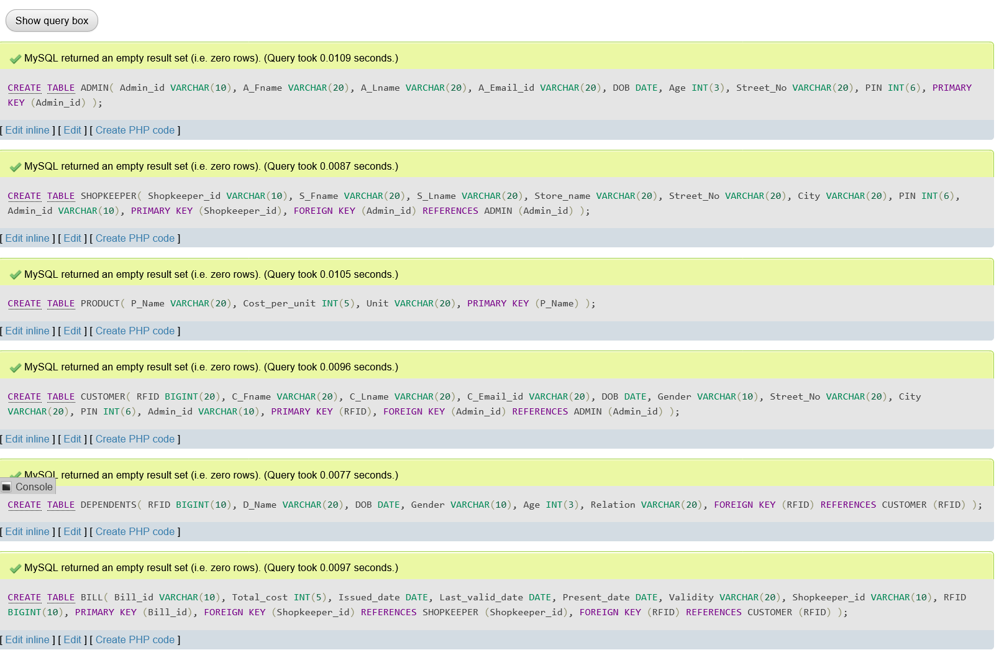 Show query box
MySQL returned an empty result set (i.e. zero rows). (Query took 0.0109 seconds.)
CREATE TABLE ADMIN( Admin_id VARCHAR(10), A_Fname VARCHAR(20), A_Lname VARCHAR(20), A_Email_id VARCHAR(20), DOB DATE, Age INT(3), Street_No VARCHAR(20), PIN INT(6), PRIMARY
KEY (Admin_id) );
[ Edit inline ] [ Edit ] [ Create PHP code ]
MySQL returned an empty result set (i.e. zero rows). (Query took 0.0087 seconds.)
CREATE TABLE SHOPKEEPER( Shopkeeper_id VARCHAR(10), S_Fname VARCHAR(20), S_Lname VARCHAR(20), Store_name VARCHAR(20), Street_No VARCHAR(20), City VARCHAR(20), PIN INT(6),
Admin_id VARCHAR(10), PRIMARY KEY (Shopkeeper_id), FOREIGN KEY (Admin_id) REFERENCES ADMIN (Admin_id) );
[ Edit inline ] [ Edit ] [ Create PHP code ]
MySQL returned an empty result set (i.e. zero rows). (Query took 0.0105 seconds.)
CREATE TABLE PRODUCT( P_Name VARCHAR(20), Cost_per_unit INT(5), Unit VARCHAR(20), PRIMARY KEY (P_Name) );
[ Edit inline ] [ Edit ] [ Create PHP code ]
MySQL returned an empty result set (i.e. zero rows). (Query took 0.0096 seconds.)
CREATE TABLE CUSTOMER( RFID BIGINT(20), C_Fname VARCHAR(20), C_Lname VARCHAR(20), C_Email_id VARCHAR(20), DOB DATE, Gender VARCHAR(10), Street_No VARCHAR(20), City
VARCHAR(20), PIN INT(6), Admin_id VARCHAR(10), PRIMARY KEY (RFID), FOREIGN KEY (Admin_id) REFERENCES ADMIN (Admin_id) );
[ Edit inline ] [ Edit ] [ Create PHP code ]
MySQL returned an empty result set (i.e. zero rows). (Query took 0.0077 seconds.)
Console
CREATE TABLE DEPENDENTS( RFID BIGINT(10), D_Name VARCHAR(20), DOB DATE, Gender VARCHAR(10), Age INT(3), Relation VARCHAR(20), FOREIGN KEY (RFID) REFERENCES CUSTOMER (RFID) );
[ Edit inline ] [ Edit ] [ Create PHP code ]
MySQL returned an empty result set (i.e. zero rows). (Query took 0.0097 seconds.)
CREATE TABLE BILL( Bill_id VARCHAR(10), Total_cost INT(5), Issued_date DATE, Last_valid_date DATE, Present_date DATE, Validity VARCHAR(20), Shopkeeper_id VARCHAR(10), RFID
BIGINT(10), PRIMARY KEY (Bill_id), FOREIGN KEY (Shopkeeper_id) REFERENCES SHOPKEEPER (Shopkeeper_id), FOREIGN KEY (RFID) REFERENCES CUSTOMER (RFID) );
[ Edit inline ] [ Edit ] [ Create PHP code ]